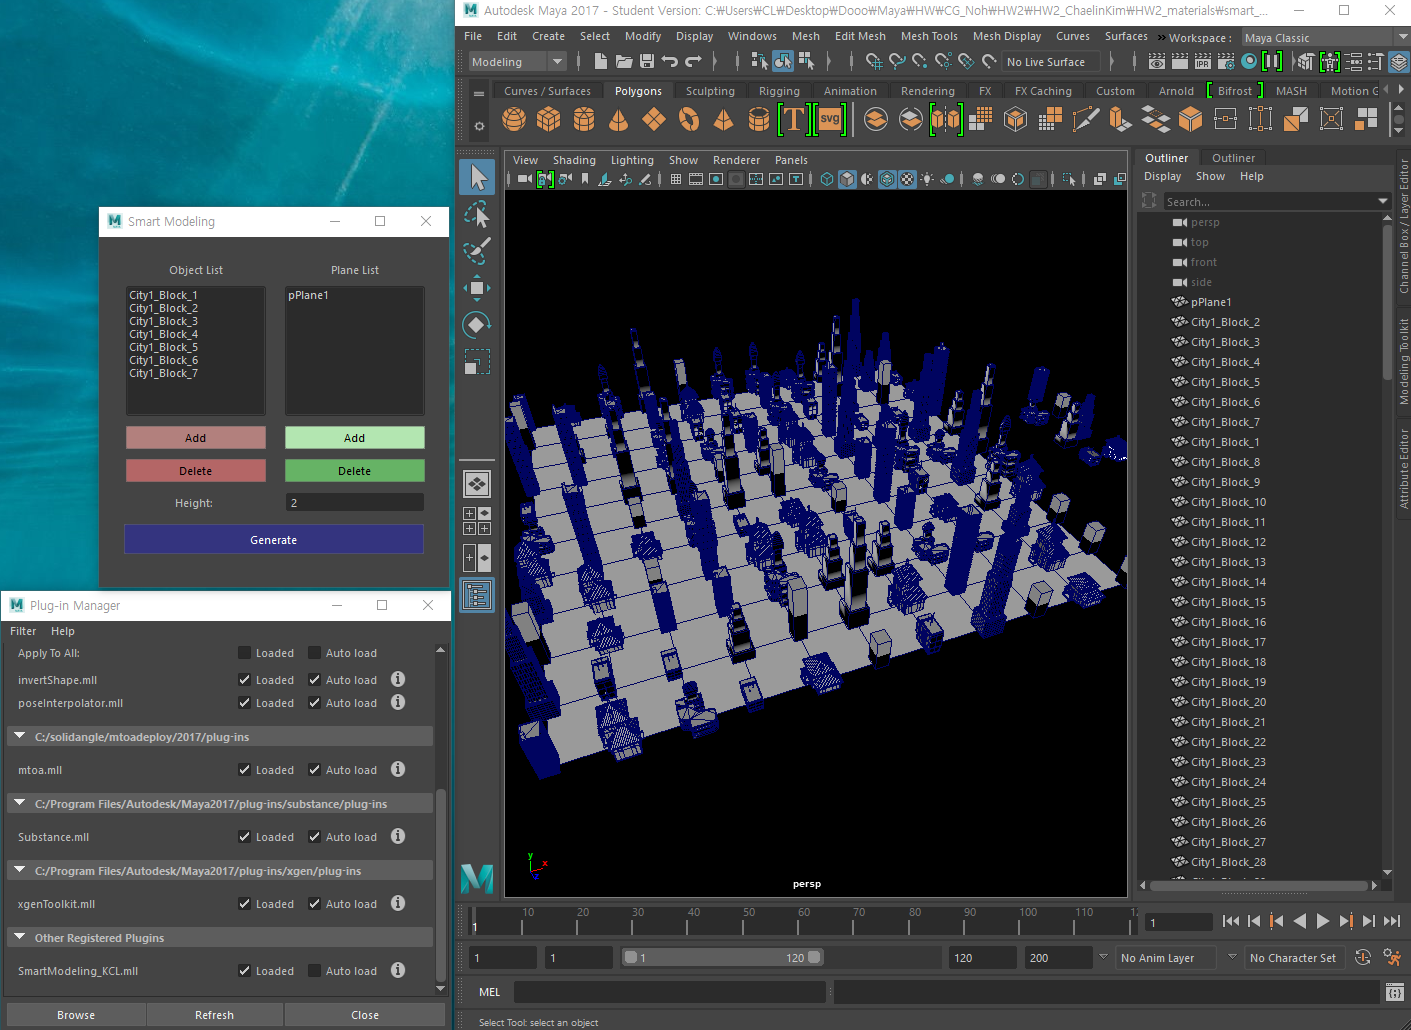 Autodesk Maya 2017 - Student Version: C:₩Users₩CL₩Desktop₩Dooo₩Maya₩HW₩CG_Noh₩HW2₩HW2_ChaelinKim₩HW2_materials₩smart_...
File Edit Create Select Modify Display Windows Mesh Edit Mesh Mesh Tools Mesh Display Curves Surfaces » Workspace : Maya Classic
Modeling No Live Surface
Curves / Surfaces Polygons Sculpting Rigging Animation Rendering FX FX Caching Custom Arnold Bifrost MASH Motion G
T svg
View Shading Lighting Show Renderer Panels
Outliner Outliner
Display Show Help
Search...
persp
top
front
side
pPlane1
City1_Block_2
City1_Block_3
City1_Block_4
City1_Block_5
City1_Block_6
City1_Block_7
City1_Block_1
City1_Block_8
City1_Block_9
City1_Block_10
City1_Block_11
City1_Block_12
City1_Block_13
City1_Block_14
City1_Block_15
City1_Block_16
City1_Block_17
City1_Block_18
City1_Block_19
City1_Block_20
City1_Block_21
City1_Block_22
City1_Block_23
City1_Block_24
City1_Block_25
City1_Block_26
City1_Block_27
City1_Block_28
Channel Box / Layer Editor
Modeling Toolkit
Attribute Editor
Smart Modeling
Object List Plane List
City1_Block_1
City1_Block_2
City1_Block_3
City1_Block_4
City1_Block_5
City1_Block_6
City1_Block_7
pPlane1
Add Add
Delete Delete
Height: 2
Generate
Plug-in Manager
Filter Help
Apply To All: Loaded Auto load
invertShape.mll Loaded Auto load
poseInterpolator.mll Loaded Auto load
C:/solidangle/mtoadeploy/2017/plug-ins
mtoa.mll Loaded Auto load
C:/Program Files/Autodesk/Maya2017/plug-ins/substance/plug-ins
Substance.mll Loaded Auto load
C:/Program Files/Autodesk/Maya2017/plug-ins/xgen/plug-ins
xgenToolkit.mll Loaded Auto load
Other Registered Plugins
SmartModeling_KCL.mll Loaded Auto load
Browse Refresh Close
y
x
z
persp
1 10 20 30 40 50 60 70 80 90 100 110 12 1
1 1 1 120 120 200 No Anim Layer No Character Set
MEL
Select Tool: select an object